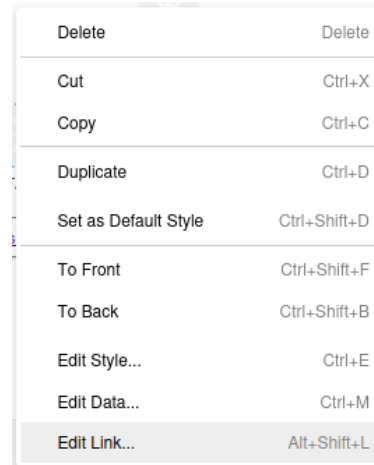 Delete Delete
Cut Ctrl+X
Copy Ctrl+C
Duplicate Ctrl+D
Set as Default Style Ctrl+Shift+D
To Front Ctrl+Shift+F
To Back Ctrl+Shift+B
Edit Style... Ctrl+E
Edit Data... Ctrl+M
Edit Link... Alt+Shift+L